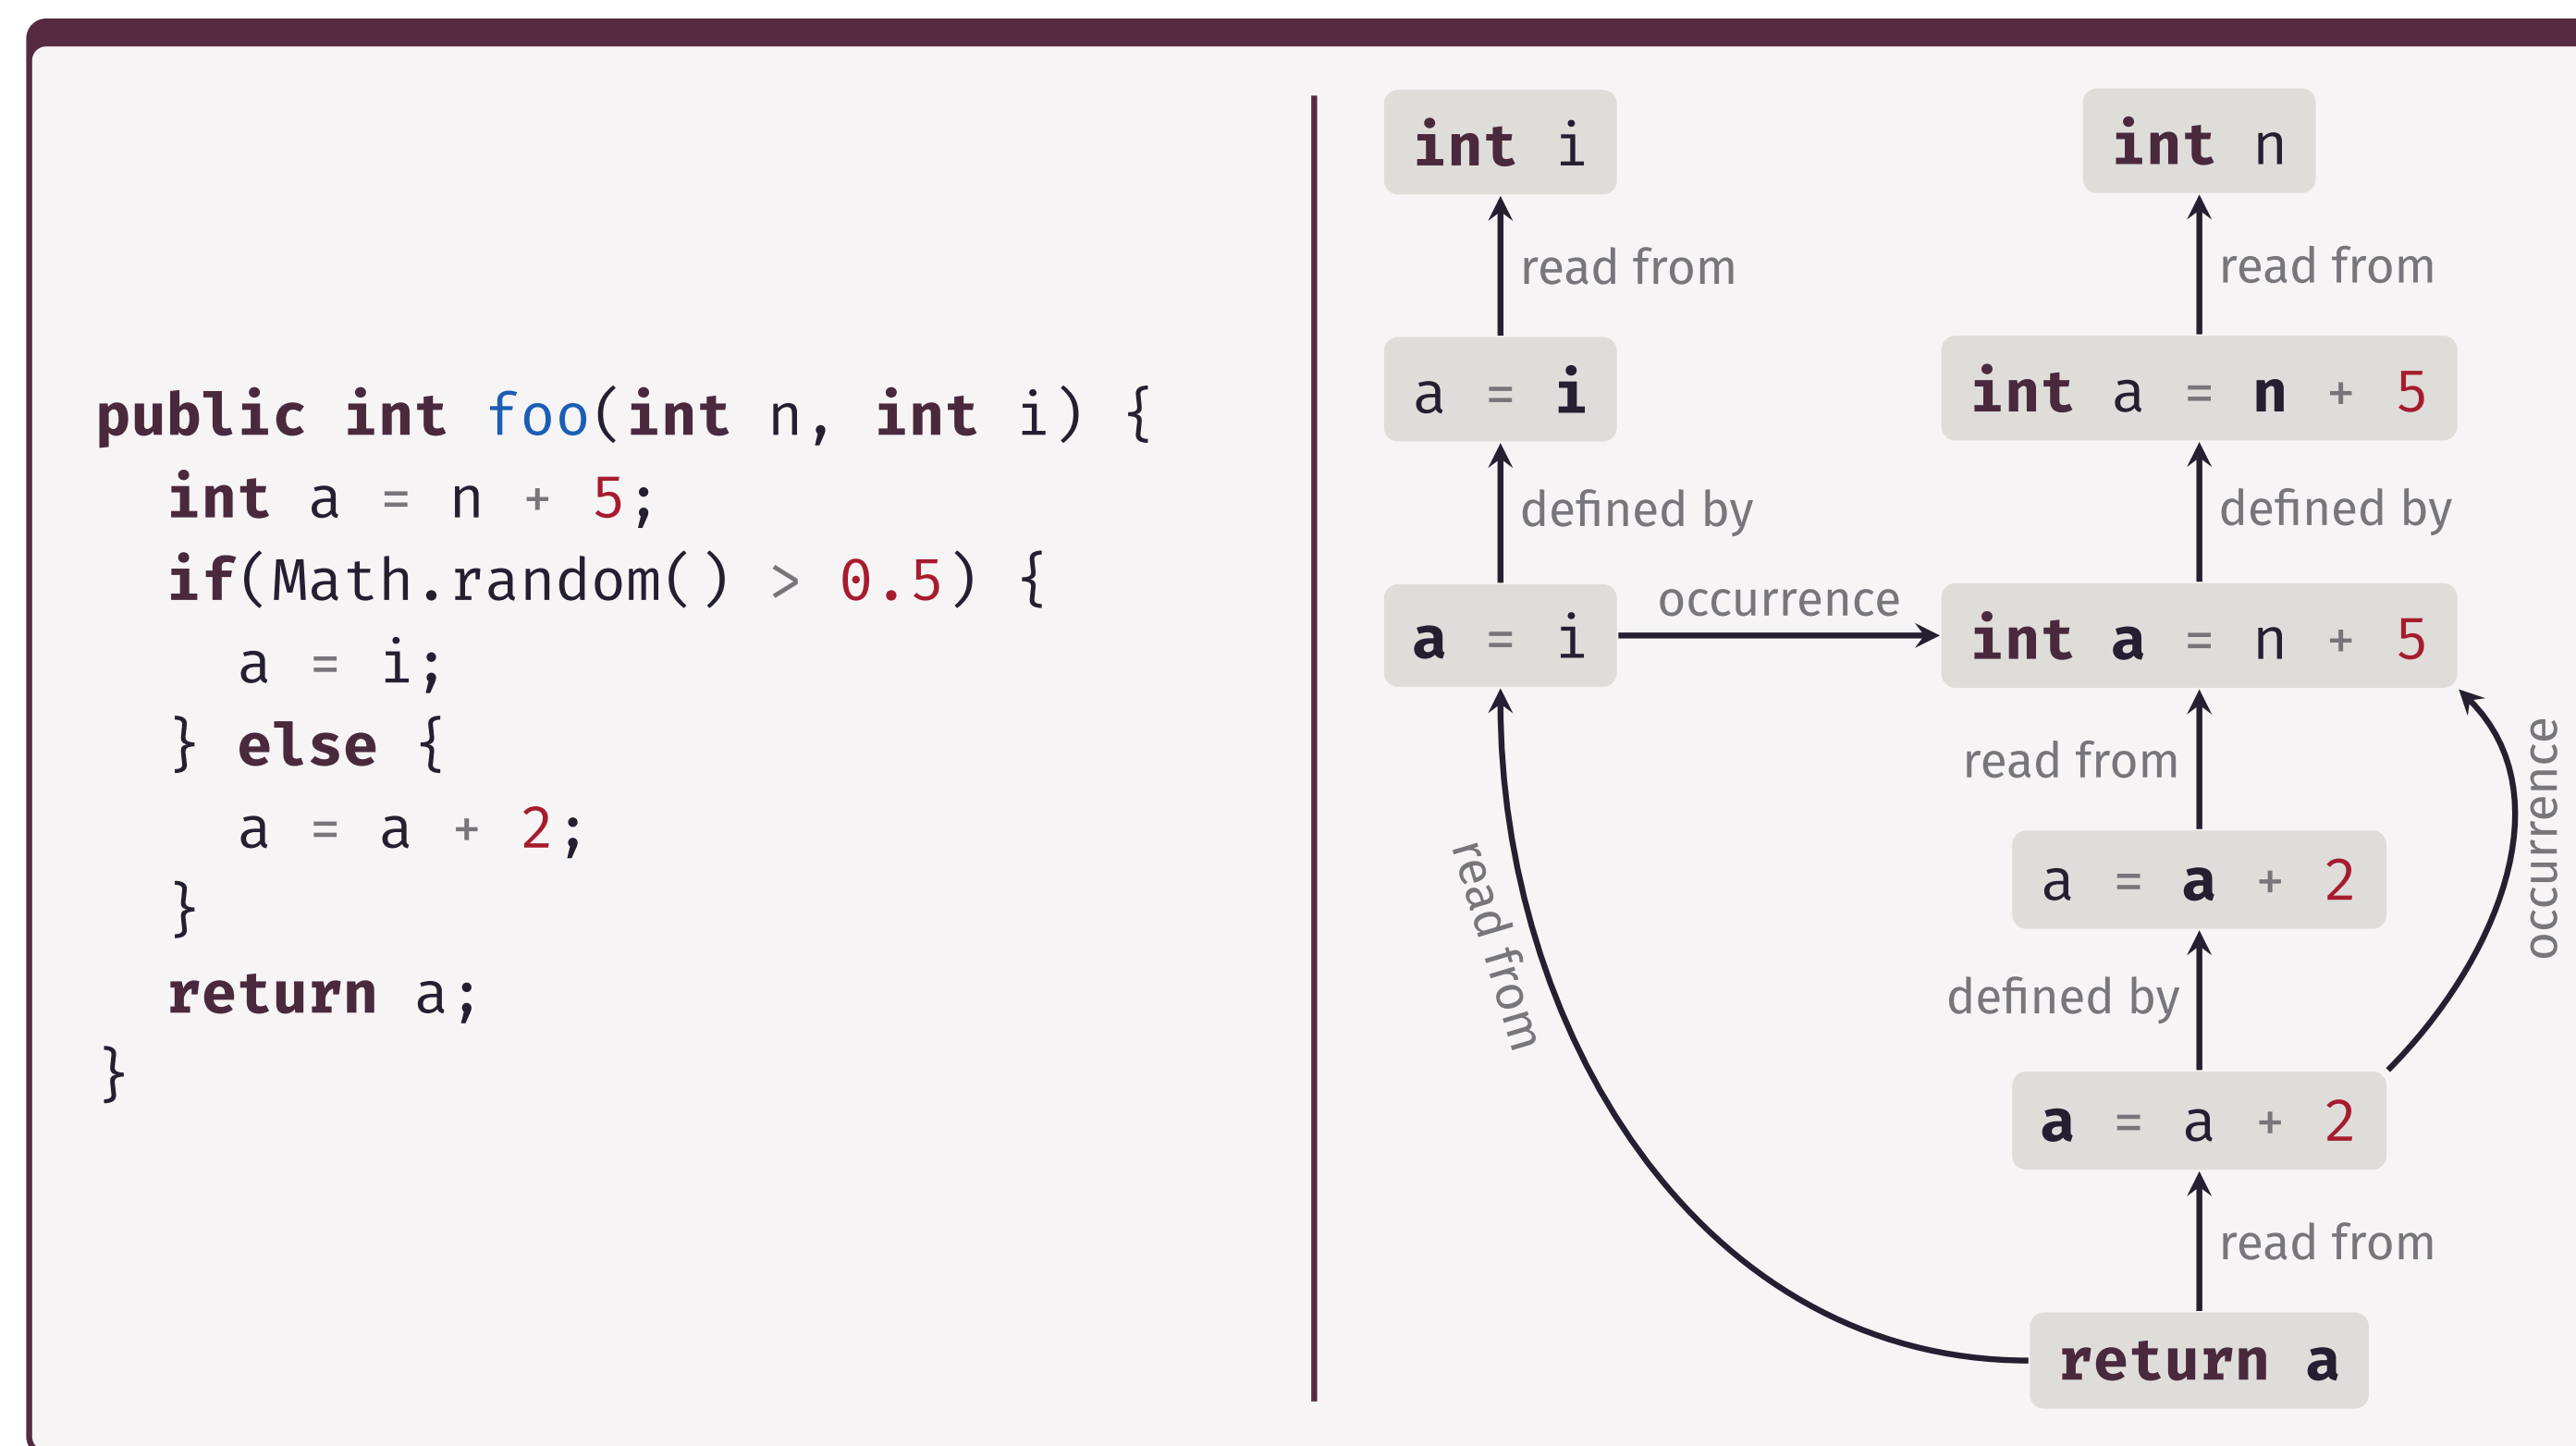 public int foo(int n, int i) {
int a = n + 5;
if(Math.random() > 0.5) {
a = i;
} else {
a = a + 2;
}
return a;
}
int i
int n
read from
read from
a = i
int a = n + 5
defined by
defined by
a = i
occurrence
int a = n + 5
read from
occurrence
read from
a = a + 2
defined by
a = a + 2
read from
return a